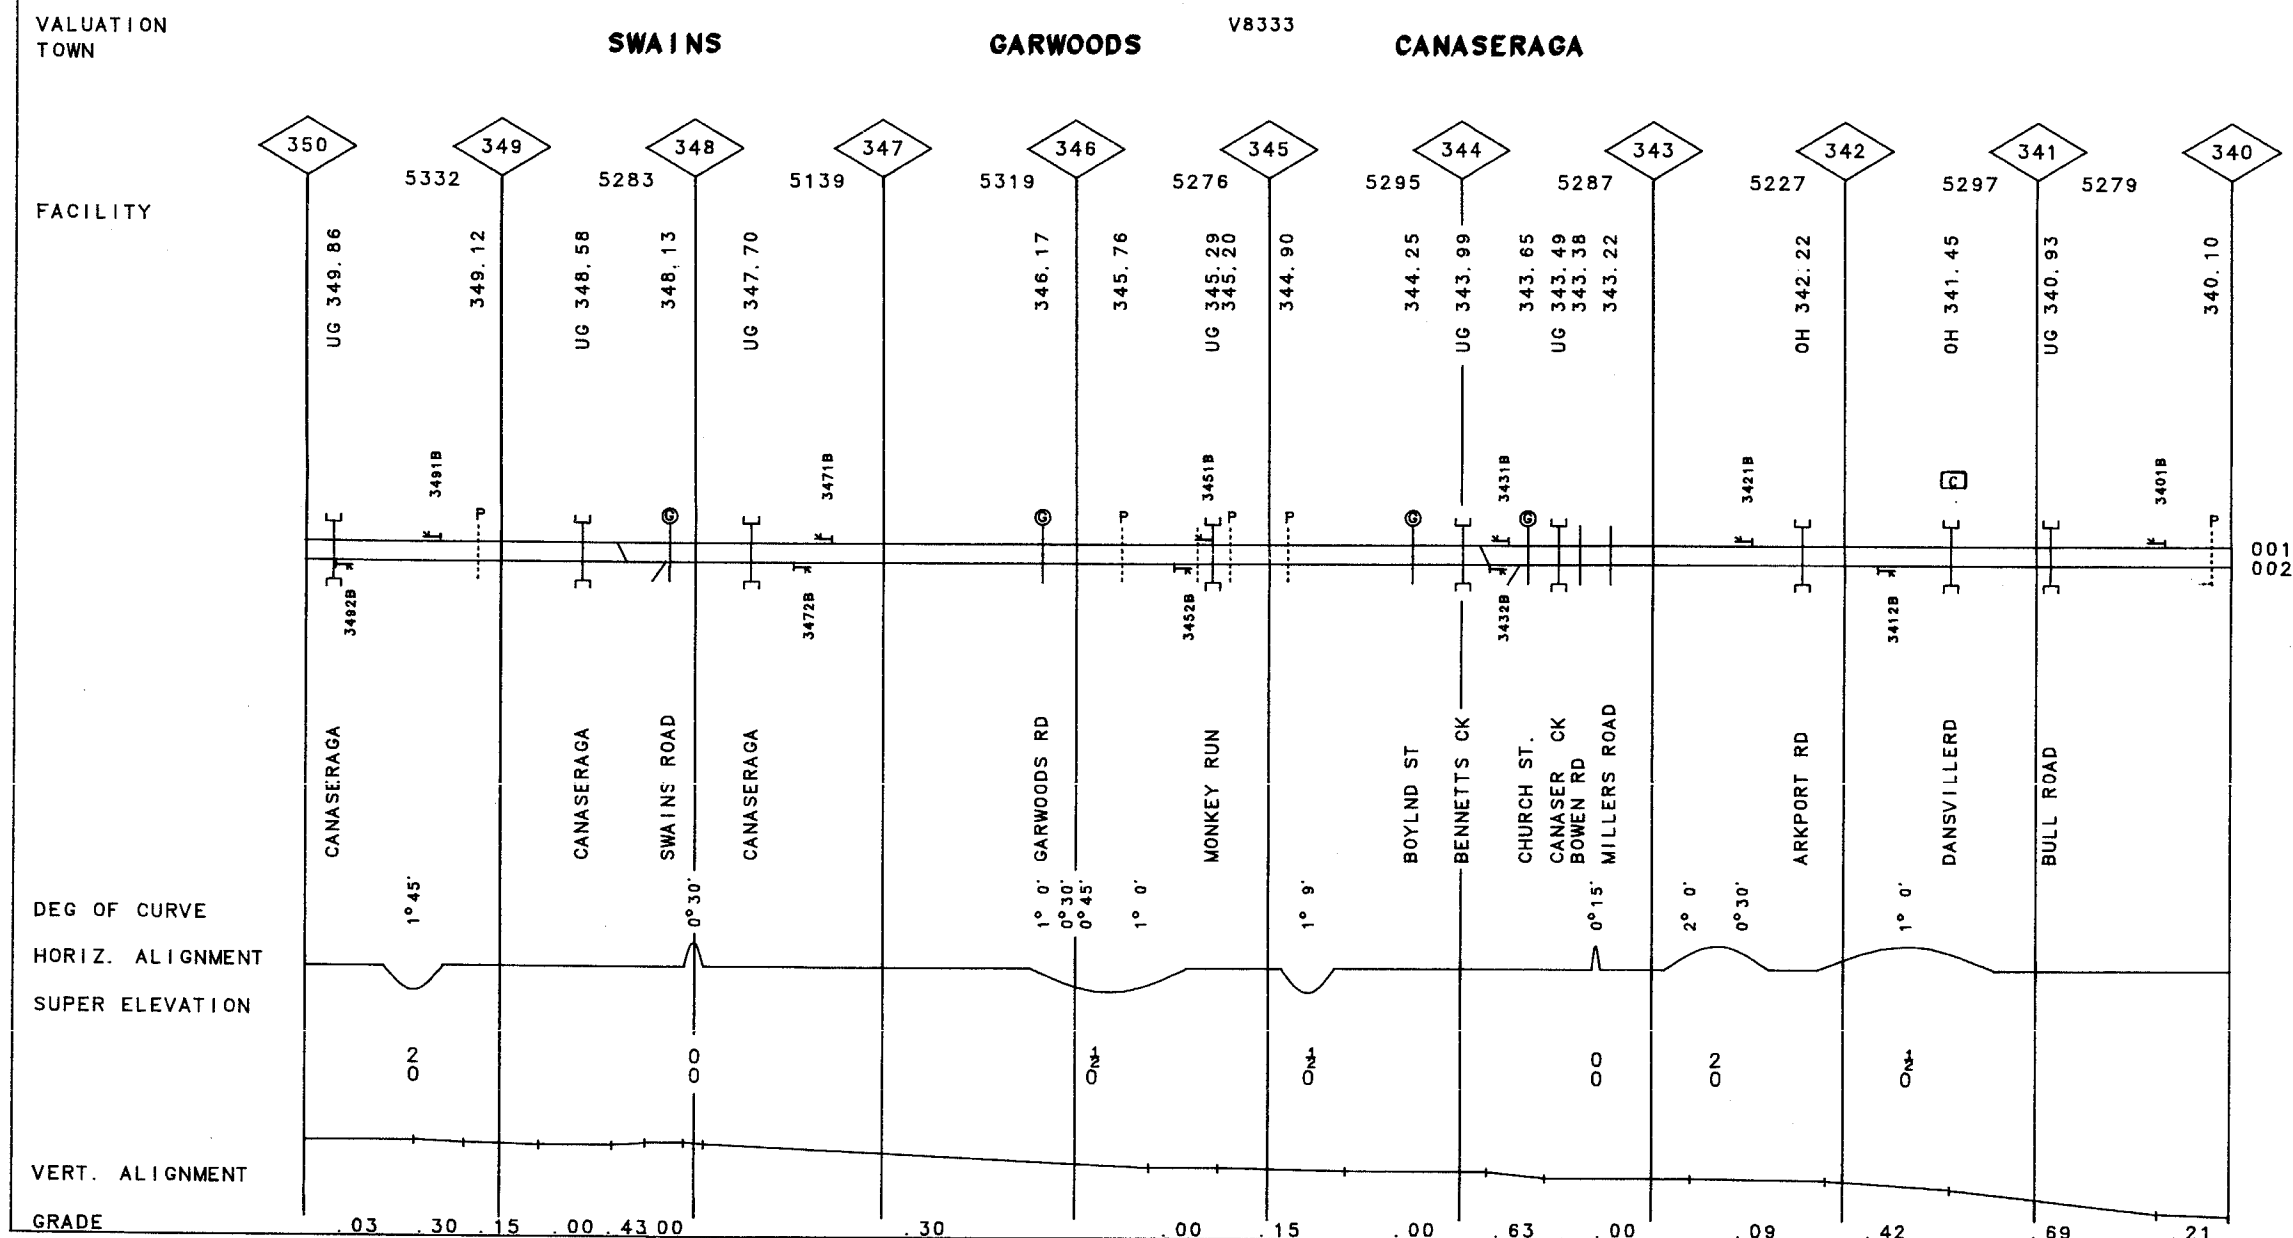 VALUATION V8333
TOWN SWAINS GARWOODS CANASERAGA
350 349 348 347 346 345 344 343 342 341 340
5332 5283 5139 5319 5276 5295 5287 5227 5297 5279
FACILITY
UG 349.86
349.12
UG 348.58
348.13
UG 347.70
346.17
345.76
UG 345.29
345.20
344.90
344.25
UG 343.99
343.65
UG 343.49
343.38
343.22
OH 342.22
OH 341.45
UG 340.93
340.10
3491B 3471B 3451B 3431B 3421B C 3401B
P G G P P P G G P
001
002
3492B 3472B 3452B 3432B 3412B
CANASERAGA
CANASERAGA
SWAINS ROAD
CANASERAGA
GARWOODS RD
MONKEY RUN
BOYLND ST
BENNETTS CK
CHURCH ST.
CANASER CK
BOWEN RD
MILLERS ROAD
ARKPORT RD
DANSVILLERD
BULL ROAD
DEG OF CURVE
1° 45'
0° 30'
1° 0'
0° 30'
0° 45'
1° 0'
1° 9'
0° 15'
2° 0'
0° 30'
1° 0'
HORIZ. ALIGNMENT
SUPER ELEVATION
2 0 1½ 1½ 0 2 1½
0 0 0 0 0 0 0
VERT. ALIGNMENT
GRADE .03 .30 .15 .00 .43 00 .30 .00 .15 .00 .63 .00 .09 .42 .69 .21